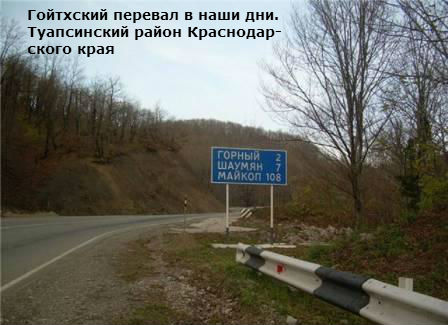 Гойтхский перевал в наши дни.
Туапсинский район Краснодар-
ского края
ГОРНЫЙ 2
ШАУМЯН 7
МАЙКОП 108